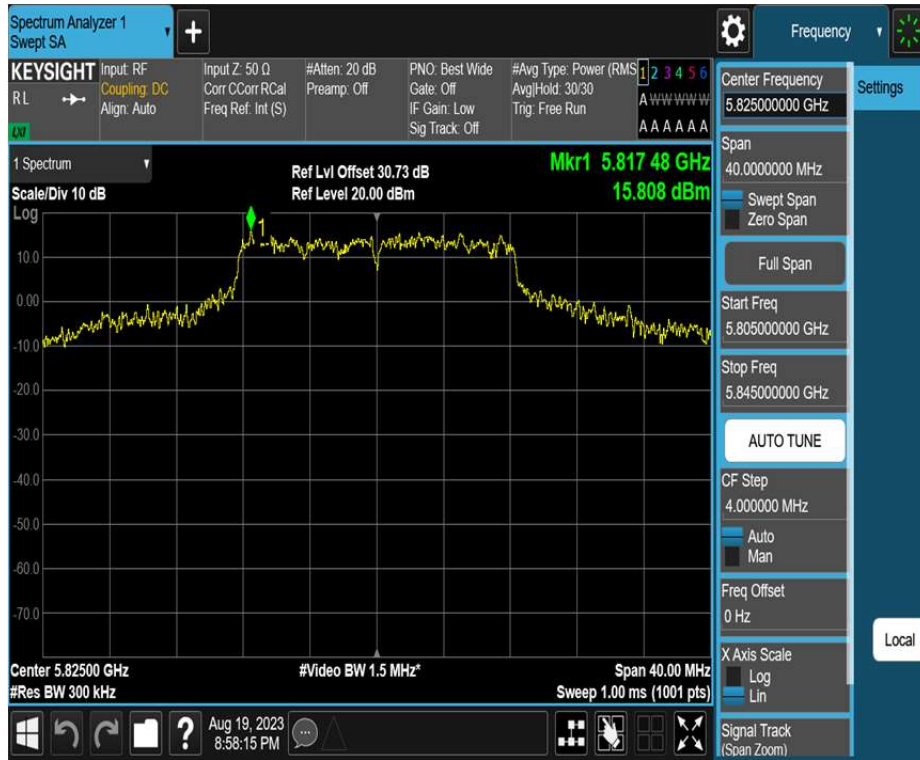 Spectrum Analyzer 1
Swept SA
+
Frequency
KEYSIGHT
R L
LXI
Input: RF
Coupling: DC
Align: Auto
Input Z: 50 Ω
Corr CCorr RCal
Freq Ref: Int (S)
#Atten: 20 dB
Preamp: Off
PNO: Best Wide
Gate: Off
IF Gain: Low
Sig Track: Off
#Avg Type: Power (RMS
Avg|Hold: 30/30
Trig: Free Run
1 2 3 4 5 6
A W W W W W
A A A A A A
1 Spectrum
Scale/Div 10 dB
Log
Ref Lvl Offset 30.73 dB
Ref Level 20.00 dBm
Mkr1 5.817 48 GHz
15.808 dBm
1
10.0
0.00
-10.0
-20.0
-30.0
-40.0
-50.0
-60.0
-70.0
Center 5.82500 GHz
#Res BW 300 kHz
#Video BW 1.5 MHz*
Span 40.00 MHz
Sweep 1.00 ms (1001 pts)
?
Aug 19, 2023
8:58:15 PM
Center Frequency
5.825000000 GHz
Span
40.0000000 MHz
Swept Span
Zero Span
Full Span
Start Freq
5.805000000 GHz
Stop Freq
5.845000000 GHz
AUTO TUNE
CF Step
4.000000 MHz
Auto
Man
Freq Offset
0 Hz
X Axis Scale
Log
Lin
Signal Track
(Span Zoom)
Settings
Local